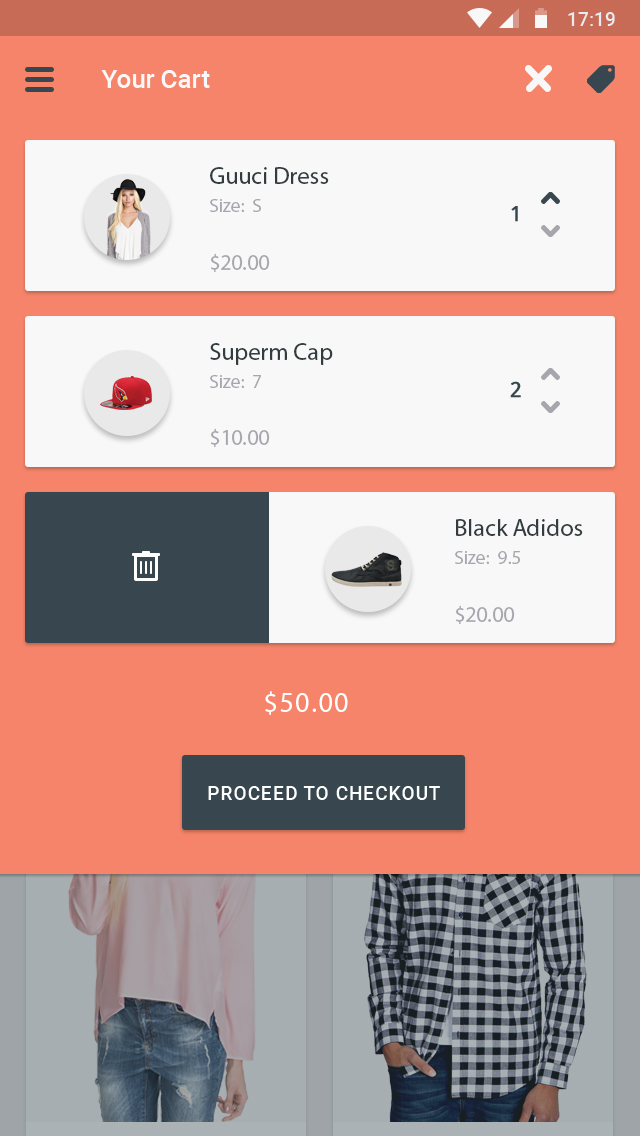 17:19
Your Cart
Guuci Dress
Size: S
1
$20.00
Superm Cap
Size: 7
2
$10.00
Black Adidos
Size: 9.5
$20.00
$50.00
PROCEED TO CHECKOUT